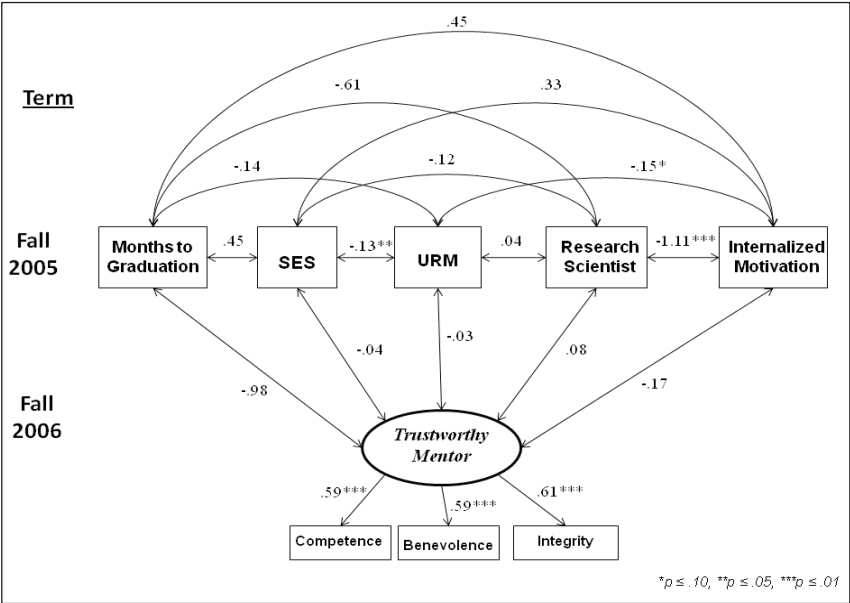 .45
Term
-.61
.33
-.14
-.12
-.15*
Fall
2005
Months to
Graduation
.45
SES
-.13**
URM
.04
Research
Scientist
-1.11***
Internalized
Motivation
-.04
-.03
.08
-.98
-.17
Fall
2006
Trustworthy
Mentor
.59***
.59***
.61***
Competence
Benevolence
Integrity
*p ≤ .10, **p ≤ .05, ***p ≤ .01